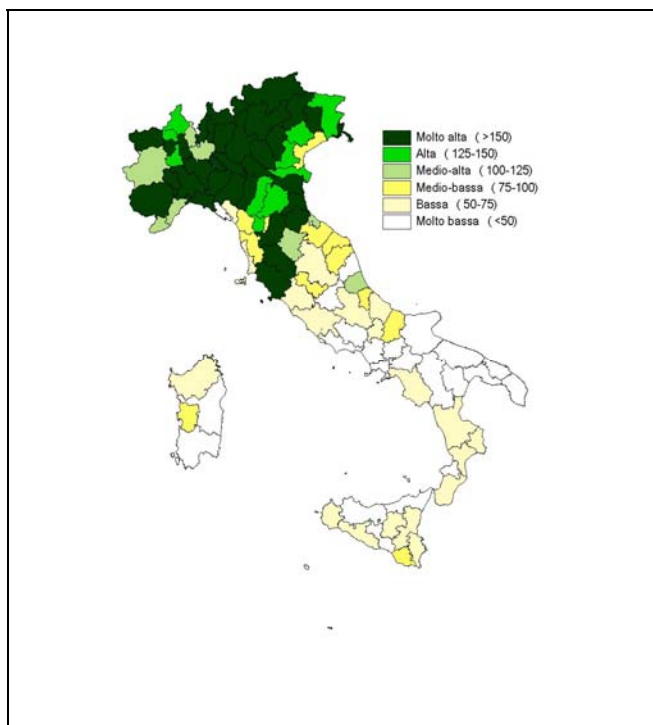 Molto alta ( >150)
Alta ( 125-150)
Medio-alta ( 100-125)
Medio-bassa ( 75-100)
Bassa ( 50-75)
Molto bassa ( <50)